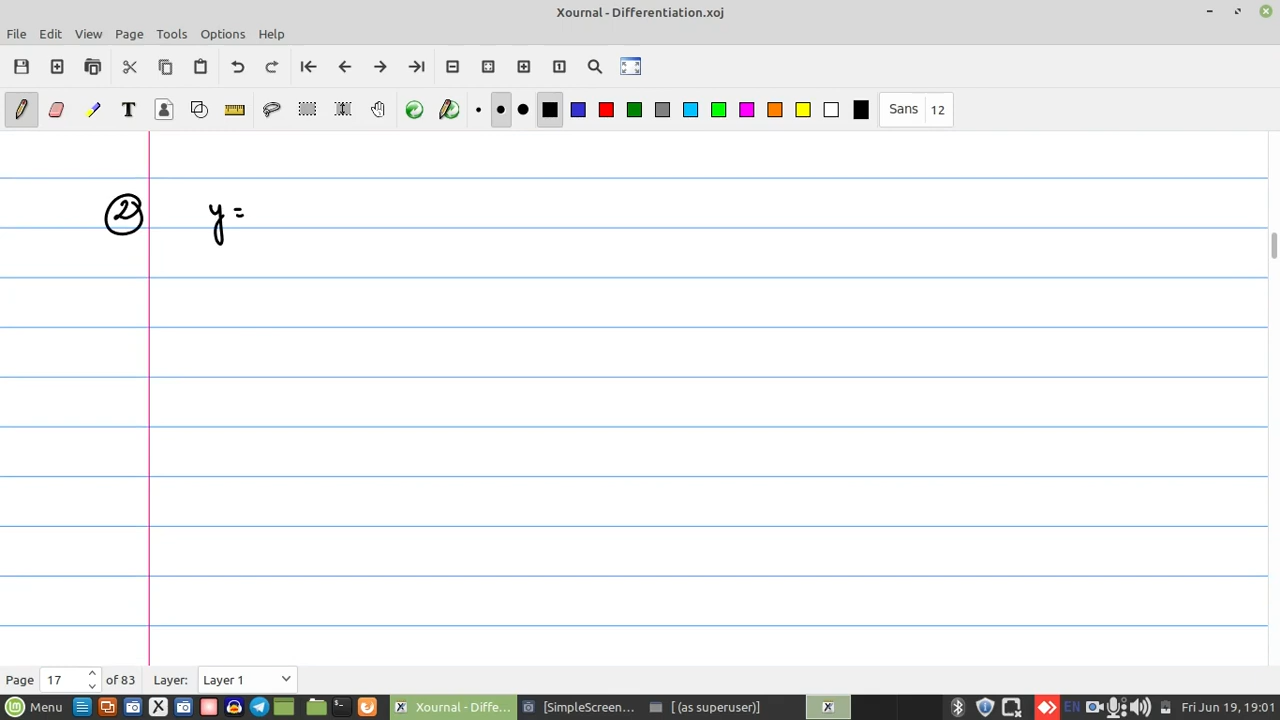 Xournal - Differentiation.xoj
File Edit View Page Tools Options Help
Sans 12
2 y =
Page 17 of 83 Layer: Layer 1
Menu Xournal - Diffe... [SimpleScreen... [ (as superuser)] EN Fri Jun 19, 19:01